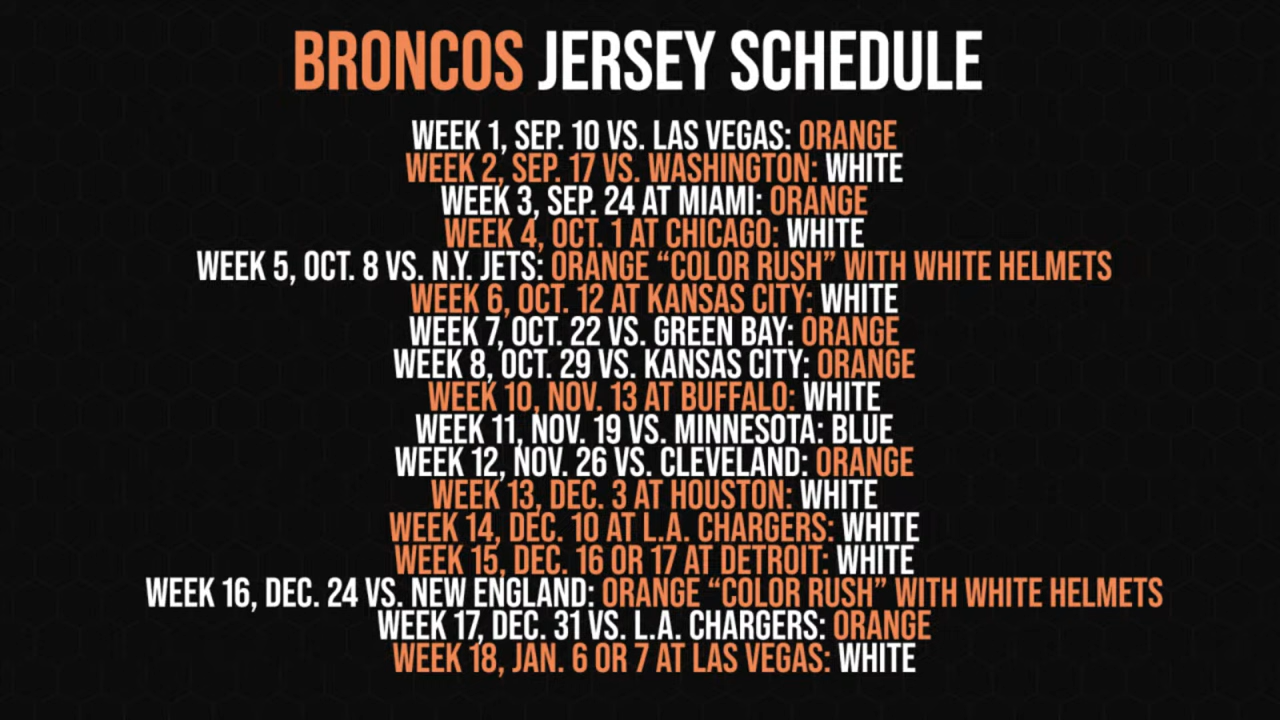 BRONCOS JERSEY SCHEDULE
WEEK 1, SEP. 10 VS. LAS VEGAS: ORANGE
WEEK 2, SEP. 17 VS. WASHINGTON: WHITE
WEEK 3, SEP. 24 AT MIAMI: ORANGE
WEEK 4, OCT. 1 AT CHICAGO: WHITE
WEEK 5, OCT. 8 VS. N.Y. JETS: ORANGE “COLOR RUSH” WITH WHITE HELMETS
WEEK 6, OCT. 12 AT KANSAS CITY: WHITE
WEEK 7, OCT. 22 VS. GREEN BAY: ORANGE
WEEK 8, OCT. 29 VS. KANSAS CITY: ORANGE
WEEK 10, NOV. 13 AT BUFFALO: WHITE
WEEK 11, NOV. 19 VS. MINNESOTA: BLUE
WEEK 12, NOV. 26 VS. CLEVELAND: ORANGE
WEEK 13, DEC. 3 AT HOUSTON: WHITE
WEEK 14, DEC. 10 AT L.A. CHARGERS: WHITE
WEEK 15, DEC. 16 OR 17 AT DETROIT: WHITE
WEEK 16, DEC. 24 VS. NEW ENGLAND: ORANGE “COLOR RUSH” WITH WHITE HELMETS
WEEK 17, DEC. 31 VS. L.A. CHARGERS: ORANGE
WEEK 18, JAN. 6 OR 7 AT LAS VEGAS: WHITE